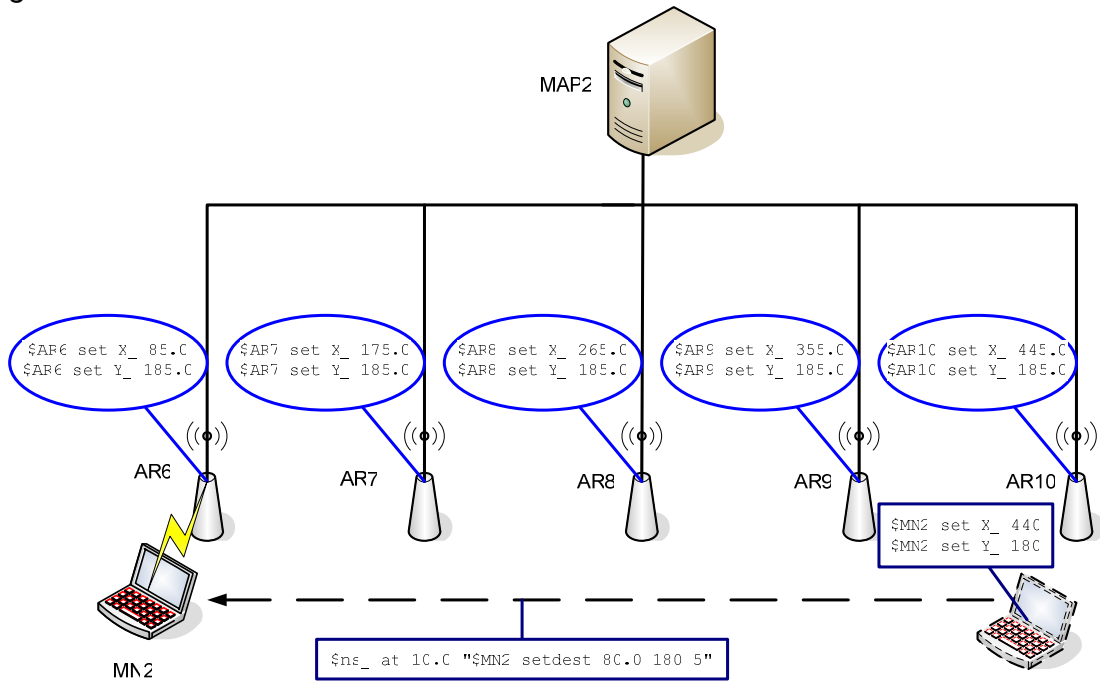 MAP2
$AR6 set X_ 85.0
$AR6 set Y_ 185.0
$AR7 set X_ 175.0
$AR7 set Y_ 185.0
$AR8 set X_ 265.0
$AR8 set Y_ 185.0
$AR9 set X_ 355.0
$AR9 set Y_ 185.0
$AR10 set X_ 445.0
$AR10 set Y_ 185.0
AR6
AR7
AR8
AR9
AR10
$MN2 set X_ 440
$MN2 set Y_ 180
MN2
$ns_ at 10.0 "$MN2 setdest 80.0 180 5"